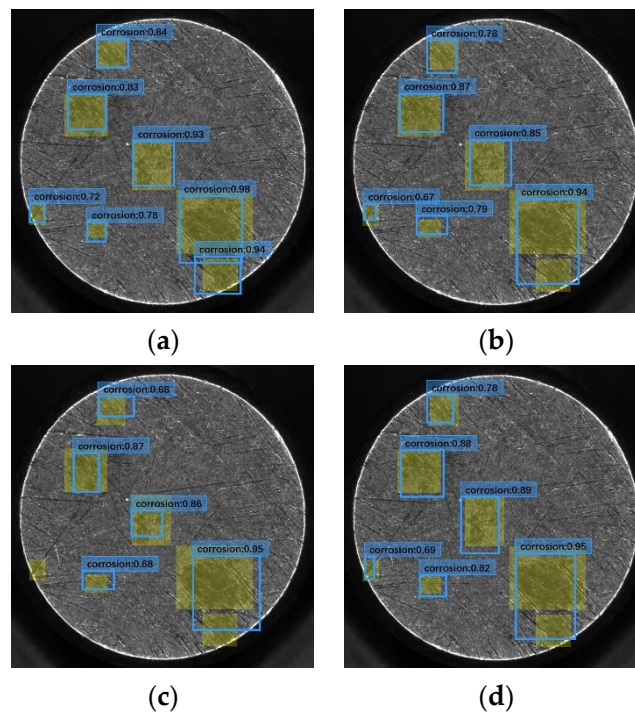 corrosion:0.84
corrosion:0.83
corrosion:0.93
corrosion:0.98
corrosion:0.72
corrosion:0.78
corrosion:0.94
(a)
corrosion:0.78
corrosion:0.87
corrosion:0.85
corrosion:0.94
corrosion:0.67
corrosion:0.79
(b)
corrosion:0.68
corrosion:0.87
corrosion:0.86
corrosion:0.95
corrosion:0.68
(c)
corrosion:0.78
corrosion:0.88
corrosion:0.89
corrosion:0.95
corrosion:0.69
corrosion:0.82
(d)